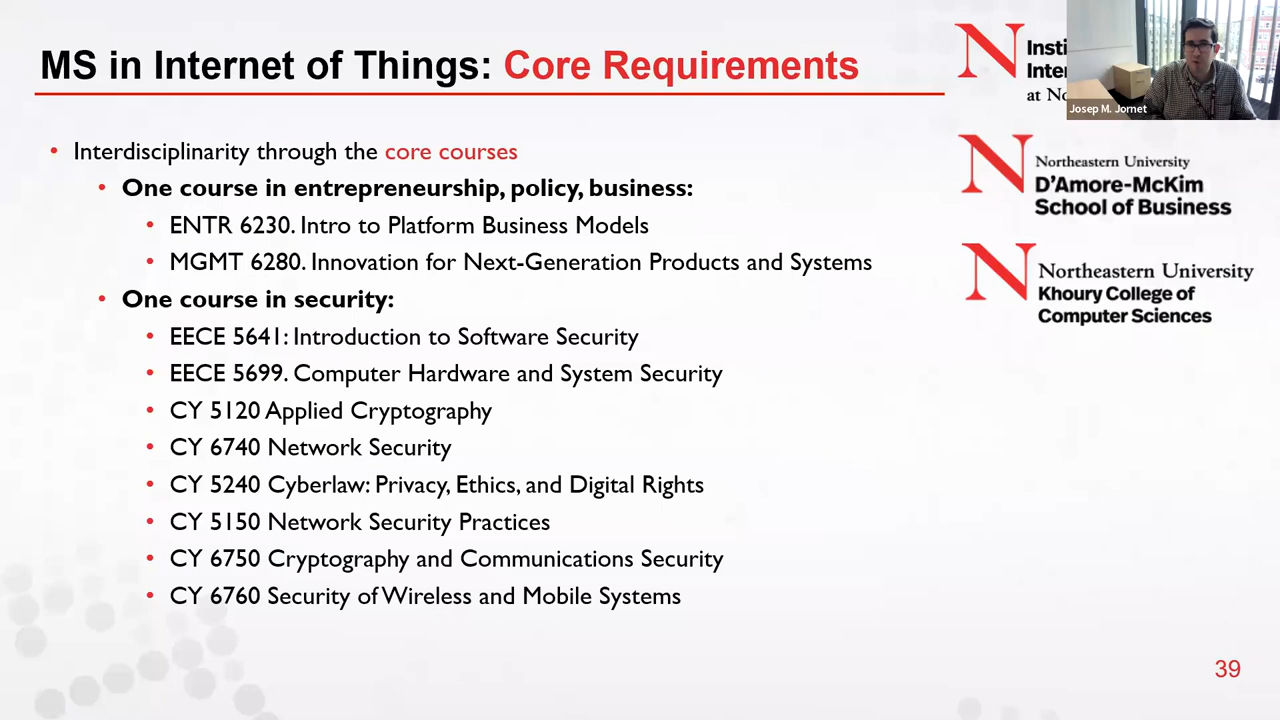 MS in Internet of Things: Core Requirements
Insti
Inter
at No
Josep M. Jornet
N
Northeastern University
D'Amore-McKim
School of Business
N
Northeastern University
Khoury College of
Computer Sciences
N
• Interdisciplinarity through the core courses
• One course in entrepreneurship, policy, business:
• ENTR 6230. Intro to Platform Business Models
• MGMT 6280. Innovation for Next-Generation Products and Systems
• One course in security:
• EECE 5641: Introduction to Software Security
• EECE 5699. Computer Hardware and System Security
• CY 5120 Applied Cryptography
• CY 6740 Network Security
• CY 5240 Cyberlaw: Privacy, Ethics, and Digital Rights
• CY 5150 Network Security Practices
• CY 6750 Cryptography and Communications Security
• CY 6760 Security of Wireless and Mobile Systems
39